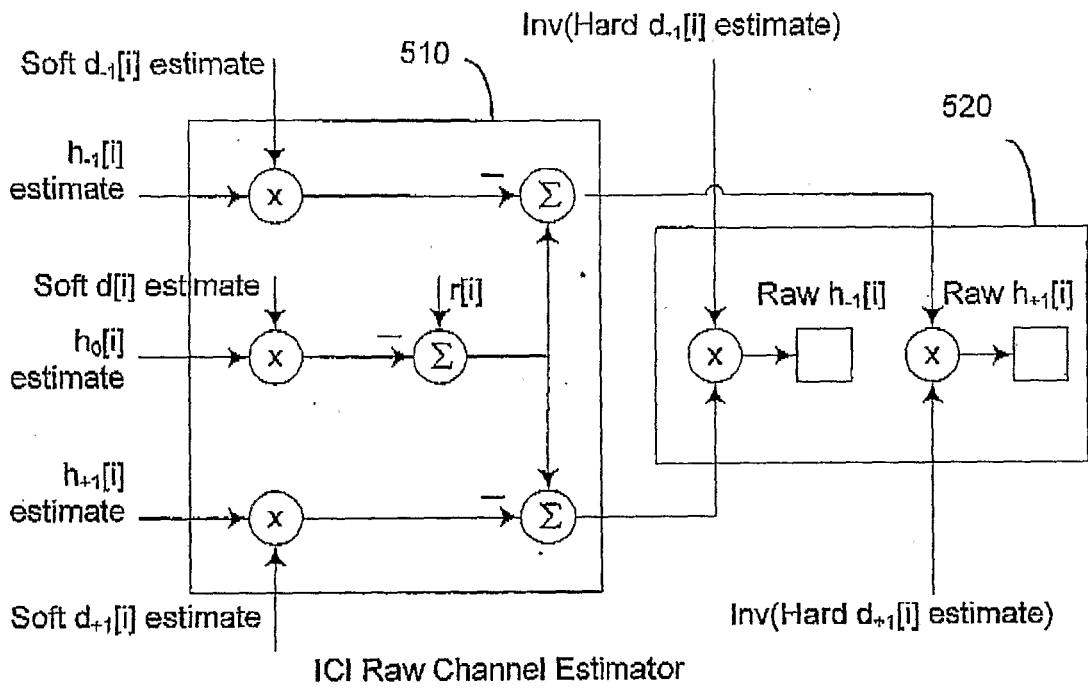 Inv(Hard d₋₁[i] estimate)
Soft d₋₁[i] estimate
510
520
h₋₁[i]
estimate
x
−
Σ
Soft d[i] estimate
r[i]
Raw h₋₁[i]
Raw h₊₁[i]
h₀[i]
estimate
x
−
Σ
x
x
h₊₁[i]
estimate
x
−
Σ
Soft d₊₁[i] estimate
Inv(Hard d₊₁[i] estimate)
ICI Raw Channel Estimator